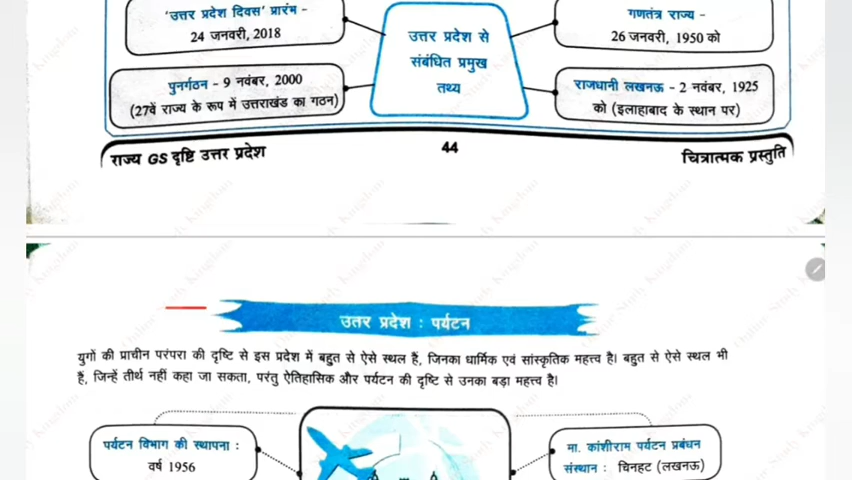 'उत्तर प्रदेश दिवस' प्रारंभ -
24 जनवरी, 2018
उत्तर प्रदेश से
संबंधित प्रमुख
तथ्य
गणतंत्र राज्य -
26 जनवरी, 1950 को
पुनर्गठन - 9 नवंबर, 2000
(27वें राज्य के रूप में उत्तराखंड का गठन)
राजधानी लखनऊ - 2 नवंबर, 1925
को (इलाहाबाद के स्थान पर)
राज्य GS दृष्टि उत्तर प्रदेश
44
चित्रात्मक प्रस्तुति
उतर प्रदेश : पर्यटन
युगों की प्राचीन परंपरा की दृष्टि से इस प्रदेश में बहुत से ऐसे स्थल हैं, जिनका धार्मिक एवं सांस्कृतिक महत्त्व है। बहुत से ऐसे स्थल भी
हैं, जिन्हें तीर्थ नहीं कहा जा सकता, परंतु ऐतिहासिक और पर्यटन की दृष्टि से उनका बड़ा महत्त्व है।
पर्यटन विभाग की स्थापना :
वर्ष 1956
मा. कांशीराम पर्यटन प्रबंधन
संस्थान : चिनहट (लखनऊ)